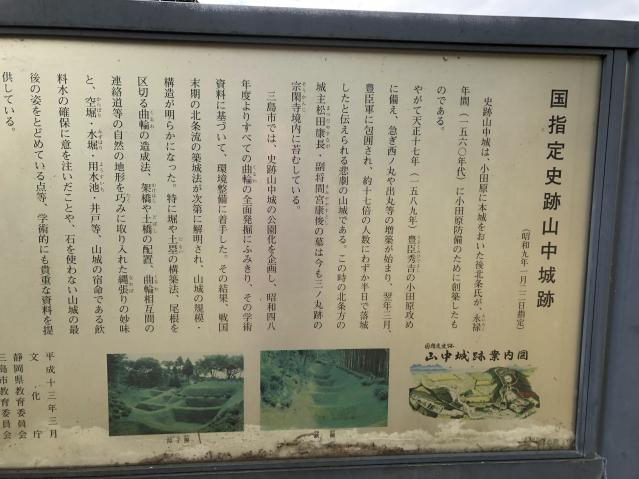 国指定史跡山中城跡
(昭和九年一月二二日指定)
史跡山中城は、小田原に本城をおいた後北条氏が、永禄
年間(一五六〇年代)に小田原防備のために創築したも
のである。
やがて天正十七年(一五八九年)豊臣秀吉の小田原攻め
に備え、急ぎ西ノ丸や出丸等の増築が始まり、翌年三月、
豊臣軍に包囲され、約十七倍の人数にわずか半日で落城
したと伝えられる悲劇の山城である。この時の北条方の
城主松田康長・副将間宮康俊の墓は今も三ノ丸跡の
宗閑寺境内に苔むしている。
三島市では、史跡山中城の公園化を企画し、昭和四八
年度よりすべての曲輪の全面発掘にふみきり、その学術
資料に基づいて、環境整備に着手した。その結果、戦国
末期の北条流の築城法が次第に解明され、山城の規模・
構造が明らかになった。特に堀や土塁の構築法、尾根を
区切る曲輪の造成法、架橋や土橋の配置、曲輪相互間の
連絡道等の自然の地形を巧みに取り入れた縄張りの妙味
と、空堀・水堀・用水池・井戸等、山城の宿命である飲
料水の確保に意を注いだことや、石を使わない山城の最
後の姿をとどめている点等、学術的にも貴重な資料を提
供している。
平成十三年三月
文化庁
静岡県教育委員会
三島市教育委員会
国指定史跡
山中城跡案内図